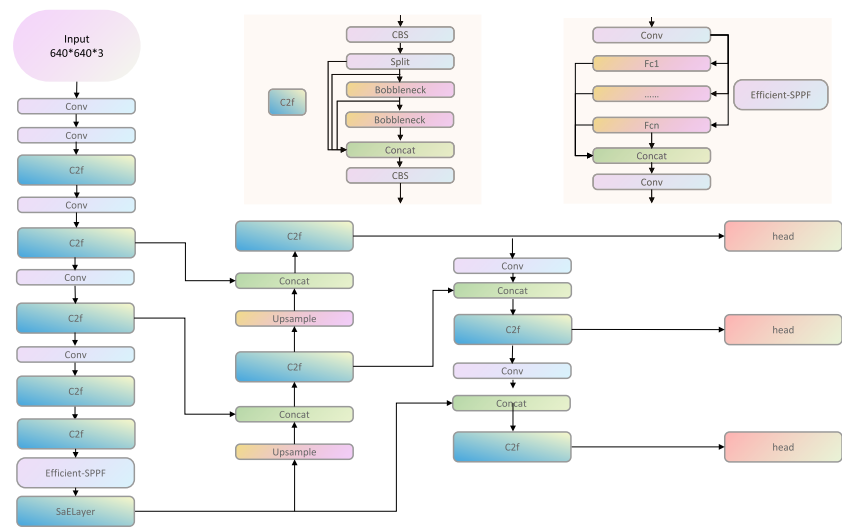 Input
640*640*3
Conv
Conv
C2f
Conv
C2f
Conv
C2f
Conv
C2f
C2f
Efficient-SPPF
SaELayer
C2f
CBS
Split
Bobbleneck
Bobbleneck
Concat
CBS
Conv
Fc1
......
Fcn
Concat
Conv
Efficient-SPPF
C2f
Concat
Upsample
C2f
Concat
Upsample
Conv
Concat
C2f
Conv
Concat
C2f
head
head
head